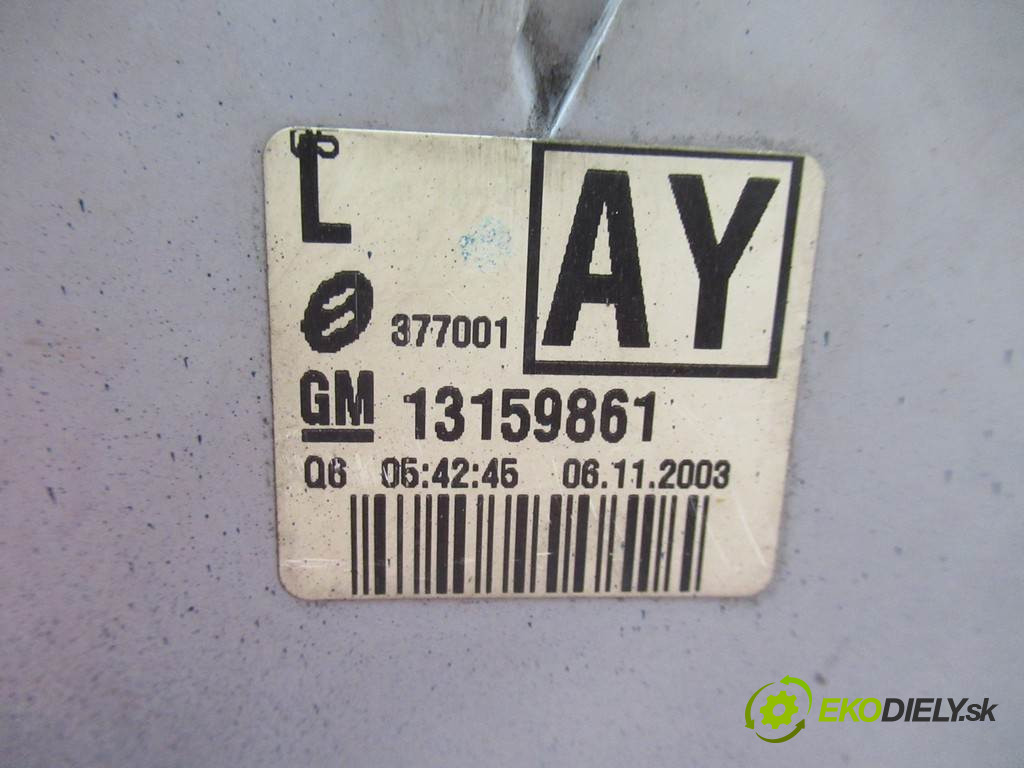 L
AY
377001
GM 13159861
Q6 05:42:45 06.11.2003
EKODIELY.sk